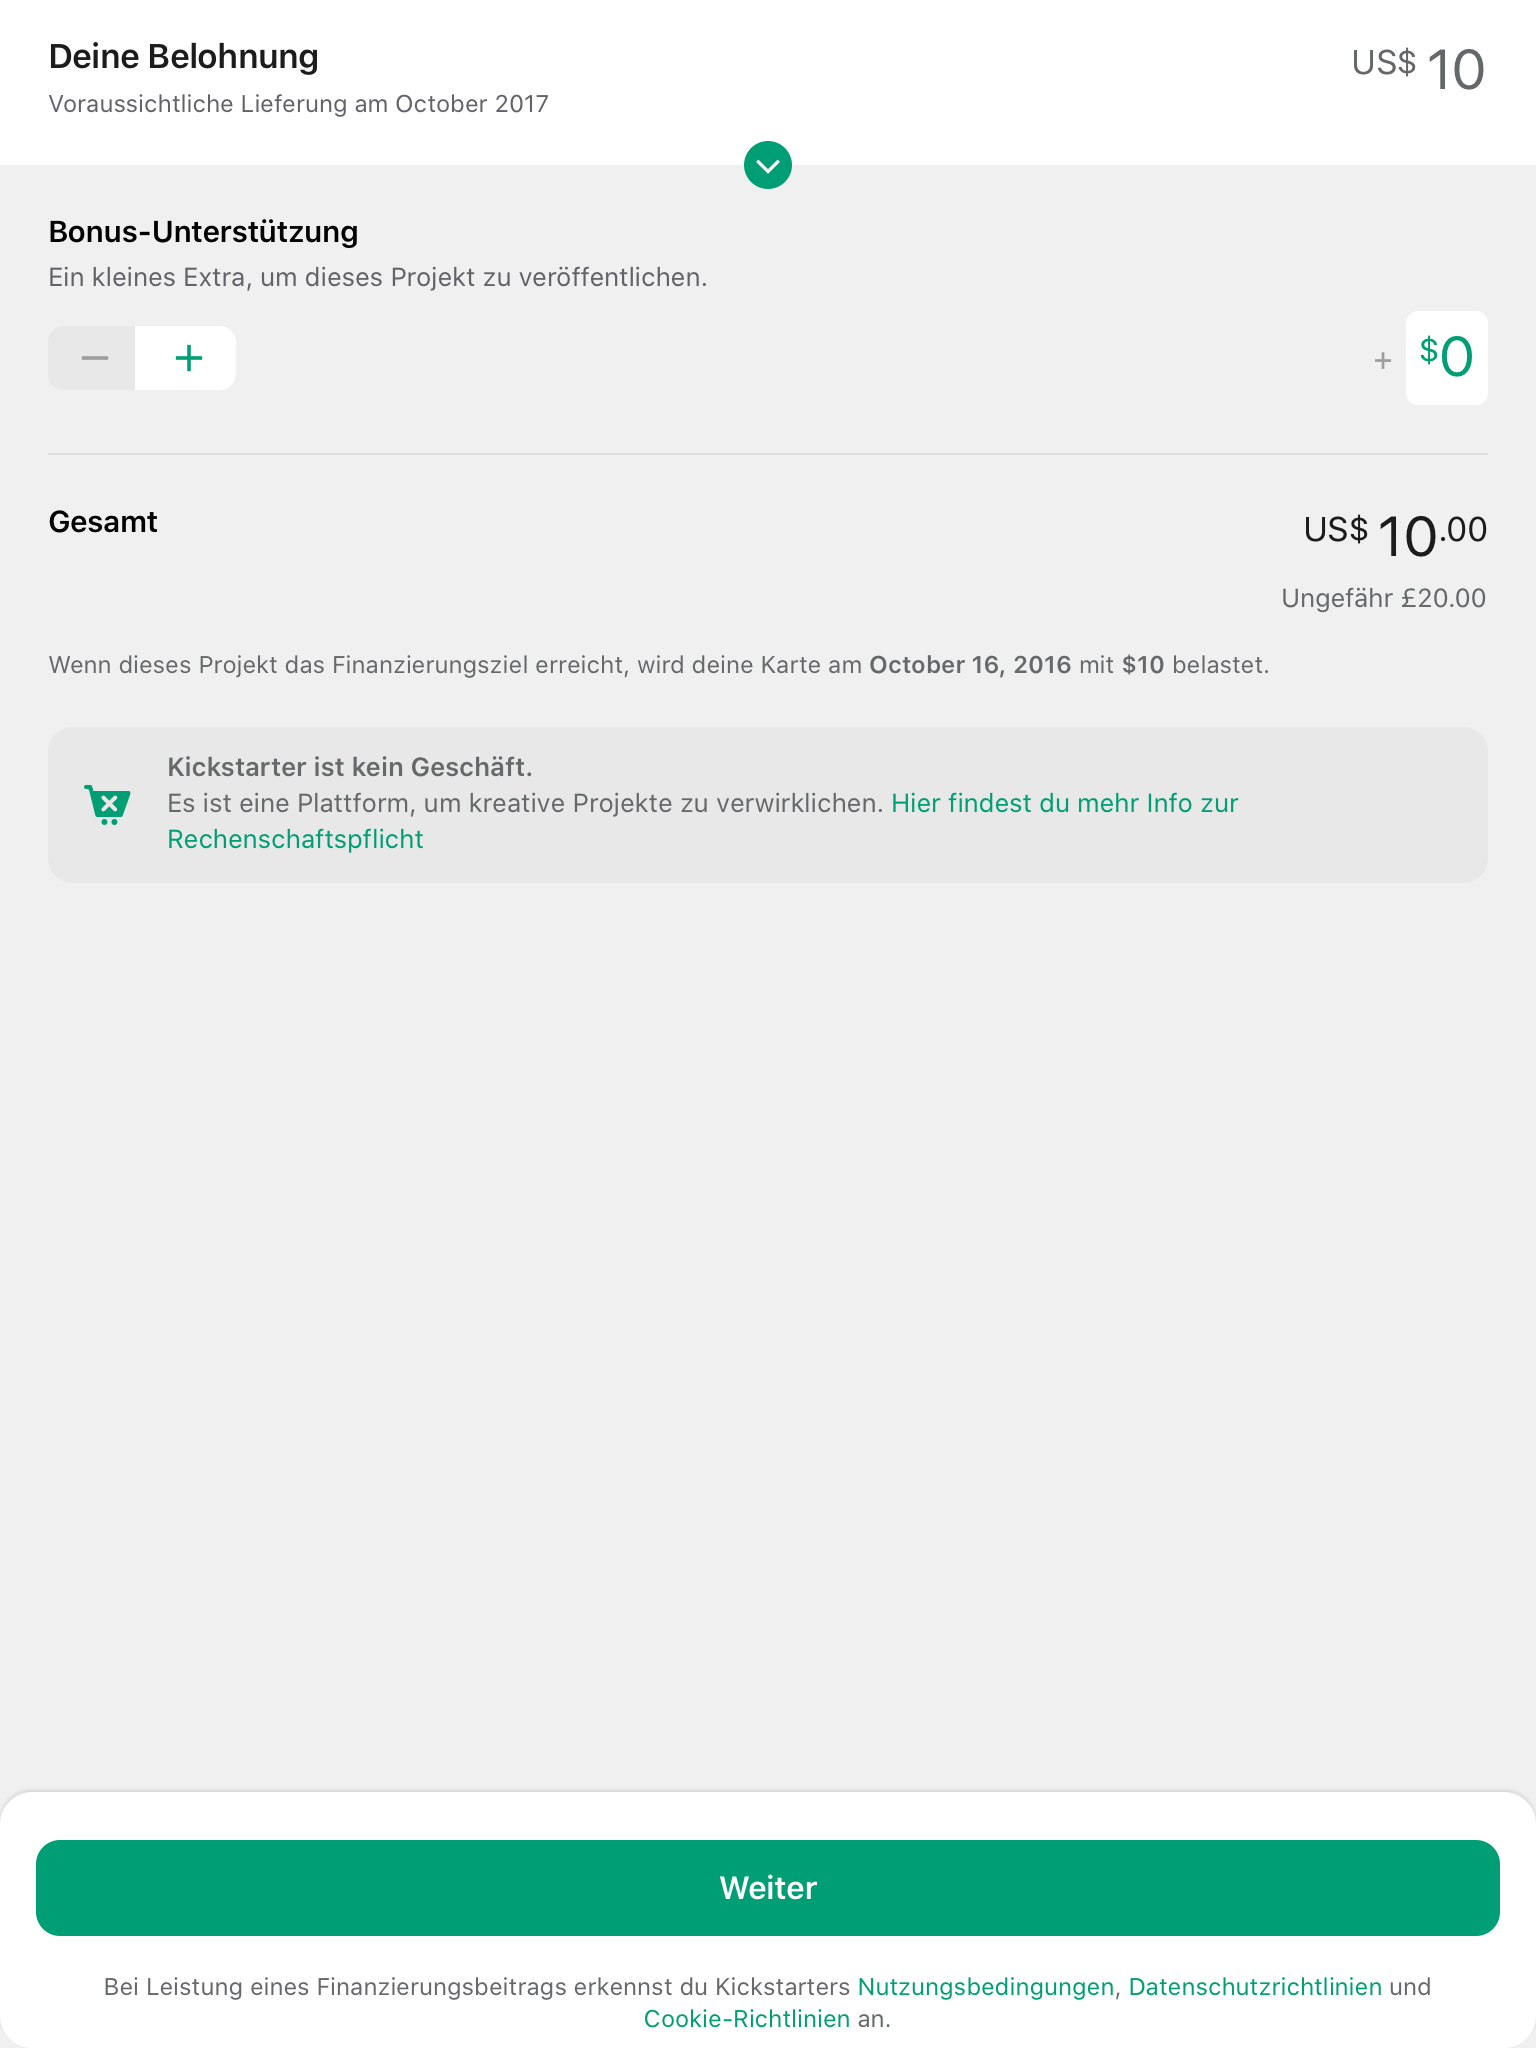 Deine Belohnung
US$ 10
Voraussichtliche Lieferung am October 2017
Bonus-Unterstützung
Ein kleines Extra, um dieses Projekt zu veröffentlichen.
+ $0
Gesamt
US$ 10.00
Ungefähr £20.00
Wenn dieses Projekt das Finanzierungsziel erreicht, wird deine Karte am October 16, 2016 mit $10 belastet.
Kickstarter ist kein Geschäft.
Es ist eine Plattform, um kreative Projekte zu verwirklichen. Hier findest du mehr Info zur
Rechenschaftspflicht
Weiter
Bei Leistung eines Finanzierungsbeitrags erkennst du Kickstarters Nutzungsbedingungen, Datenschutzrichtlinien und
Cookie-Richtlinien an.